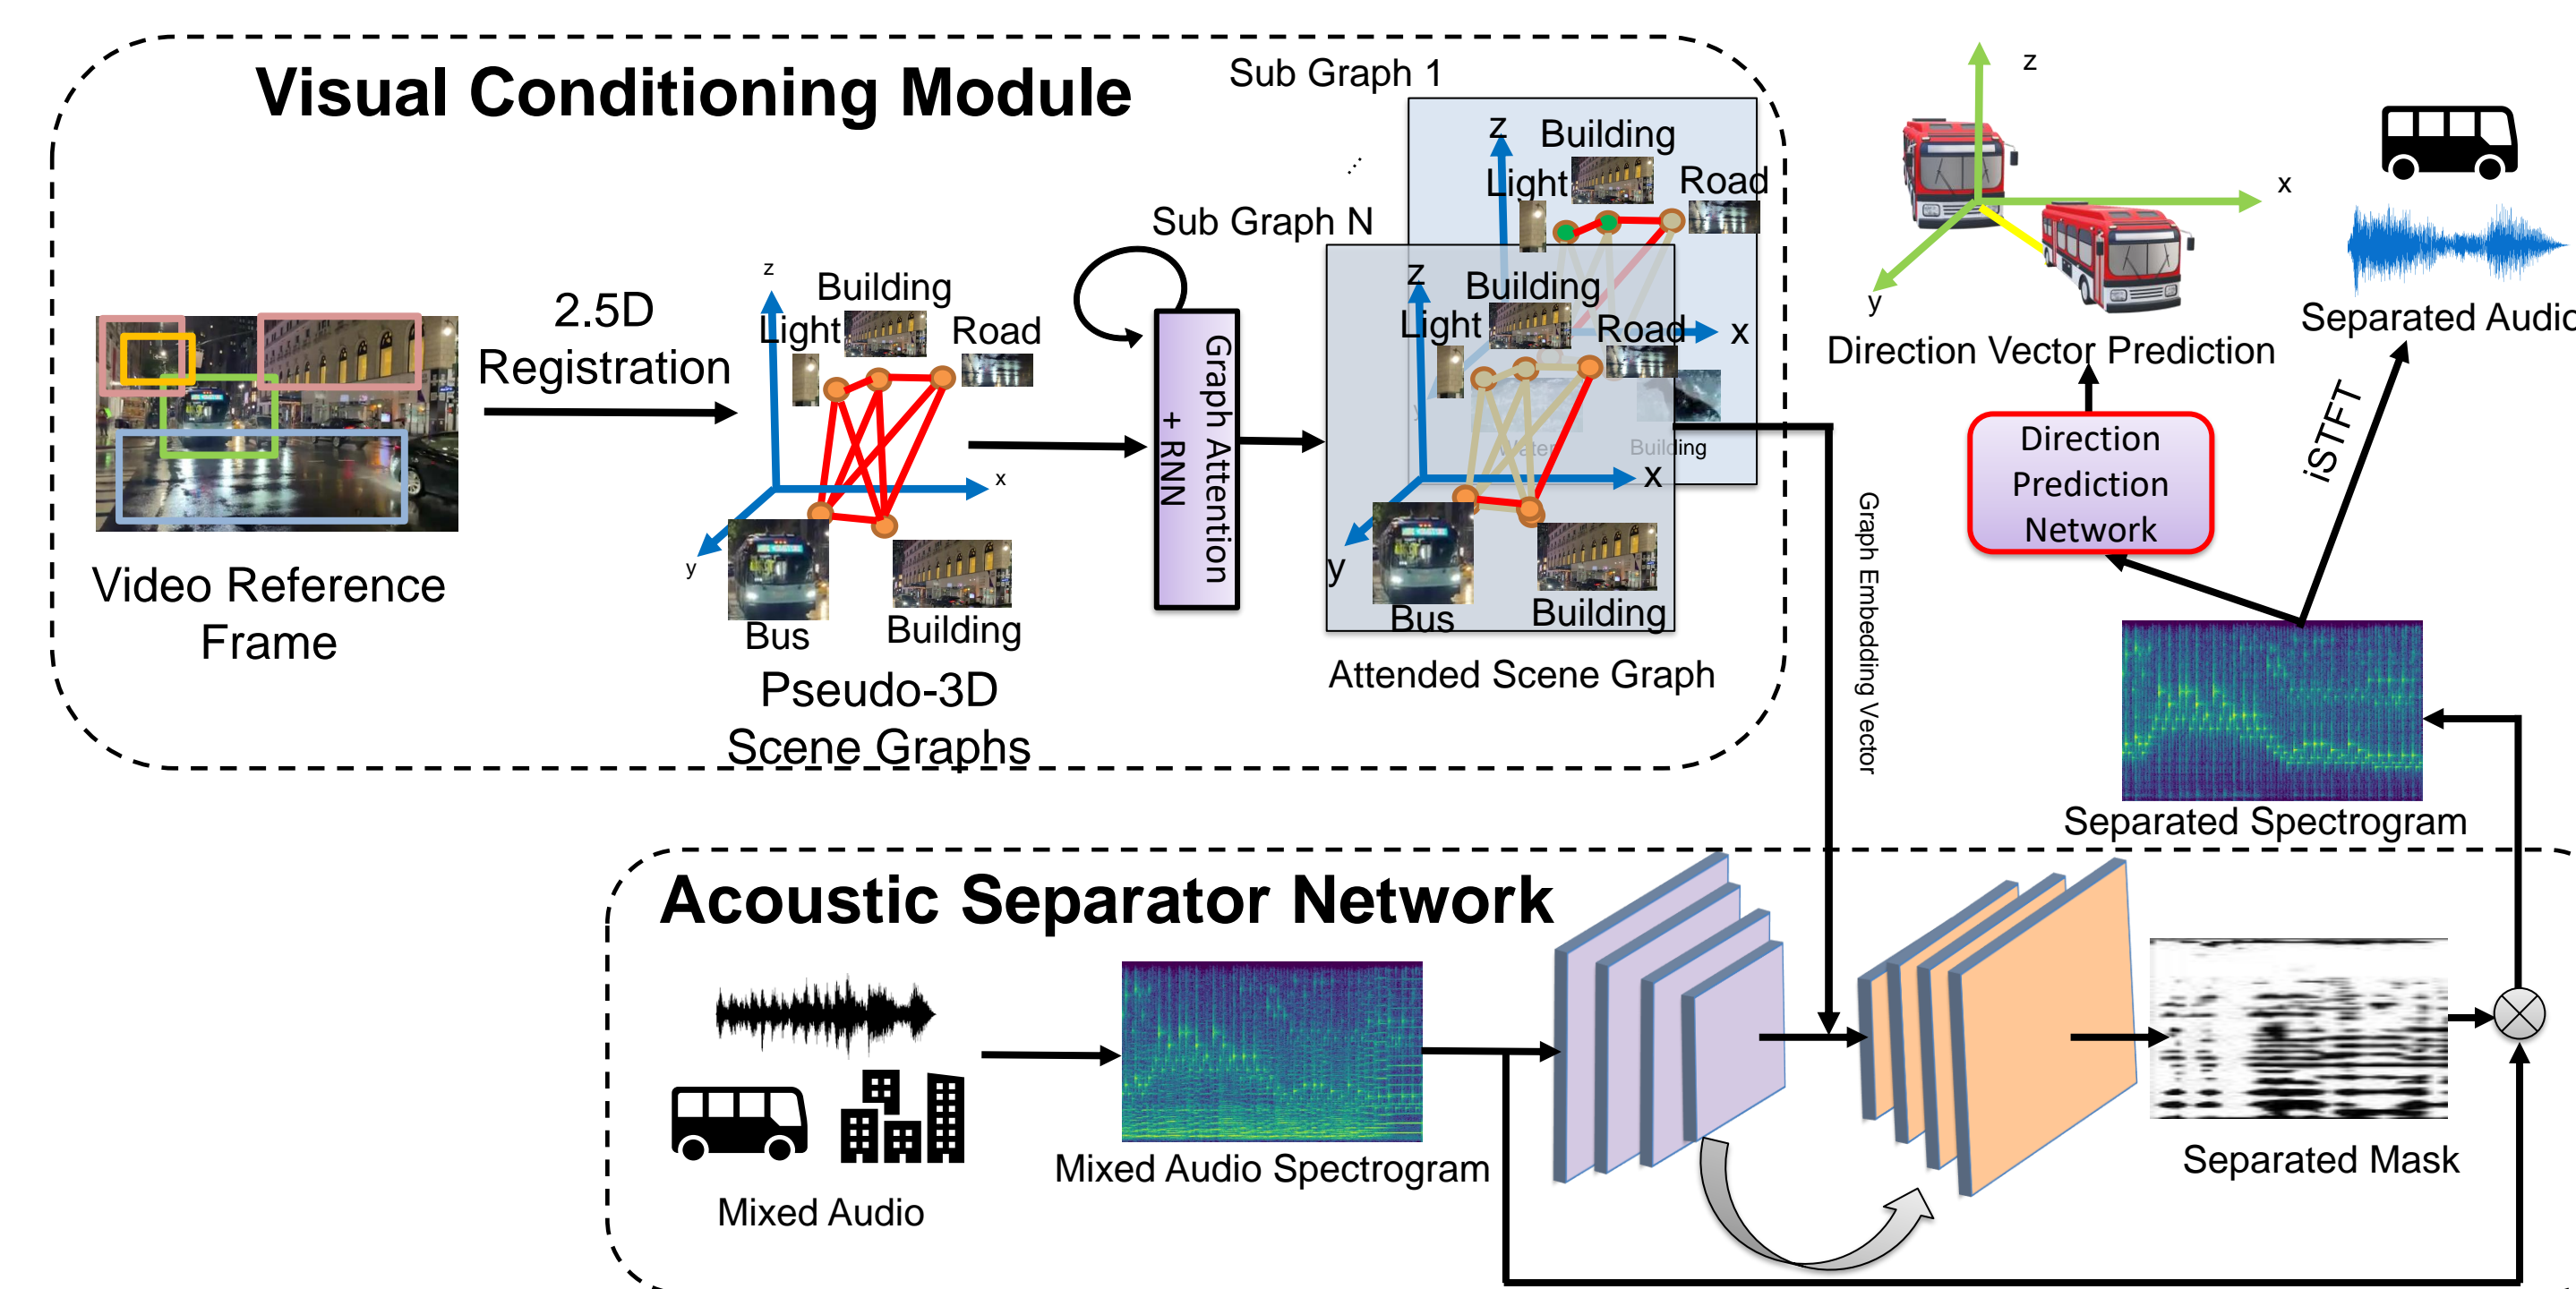 Visual Conditioning Module
Sub Graph 1
...
Sub Graph N
2.5D
Registration
Video Reference
Frame
z
Building
Light
Road
x
y
Bus
Building
Pseudo-3D
Scene Graphs
Graph Attention
+ RNN
z
Building
Light
Road
x
y
Water
Building
z
Building
Light
Road
x
y
Bus
Building
Attended Scene Graph
Graph Embedding Vector
z
x
y
Direction Vector Prediction
Direction
Prediction
Network
Separated Audio
iSTFT
Separated Spectrogram
Acoustic Separator Network
Mixed Audio
Mixed Audio Spectrogram
Separated Mask